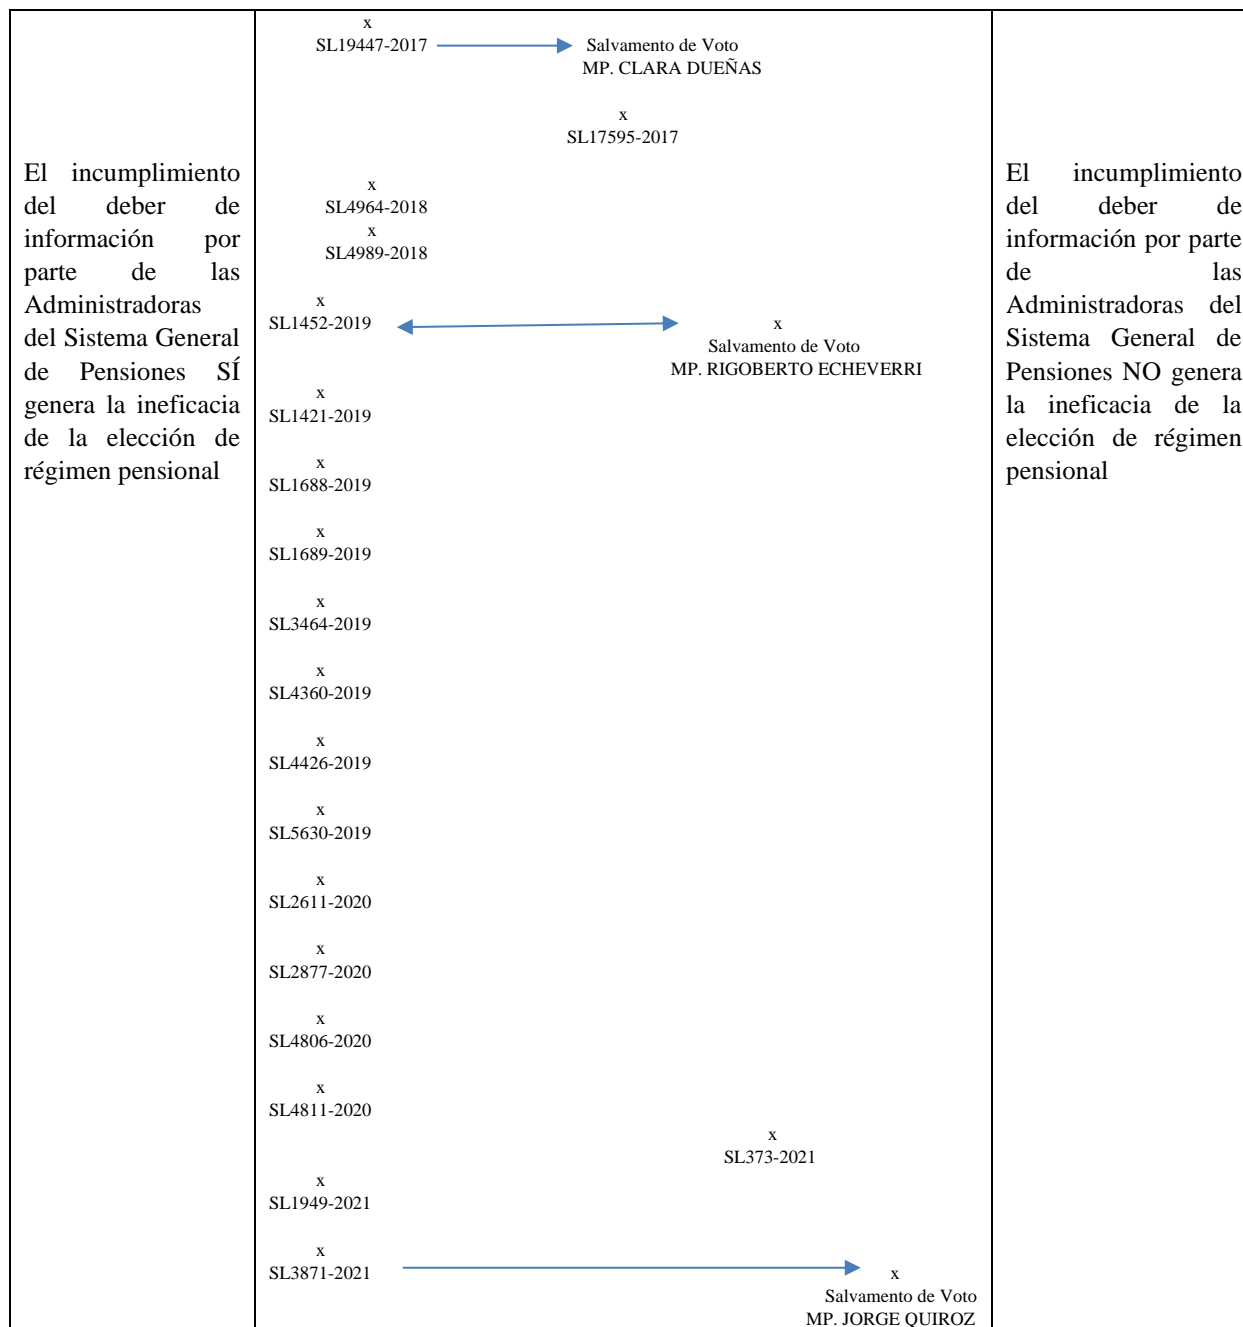 El incumplimiento
del deber de
información por
parte de las
Administradoras
del Sistema General
de Pensiones SÍ
genera la ineficacia
de la elección de
régimen pensional
x
SL19447-2017
Salvamento de Voto
MP. CLARA DUEÑAS
x
SL17595-2017
x
SL4964-2018
x
SL4989-2018
x
SL1452-2019
x
Salvamento de Voto
MP. RIGOBERTO ECHEVERRI
x
SL1421-2019
x
SL1688-2019
x
SL1689-2019
x
SL3464-2019
x
SL4360-2019
x
SL4426-2019
x
SL5630-2019
x
SL2611-2020
x
SL2877-2020
x
SL4806-2020
x
SL4811-2020
x
SL373-2021
x
SL1949-2021
x
SL3871-2021
x
Salvamento de Voto
MP. JORGE QUIROZ
El incumplimiento
del deber de
información por parte
de las
Administradoras del
Sistema General de
Pensiones NO genera
la ineficacia de la
elección de régimen
pensional